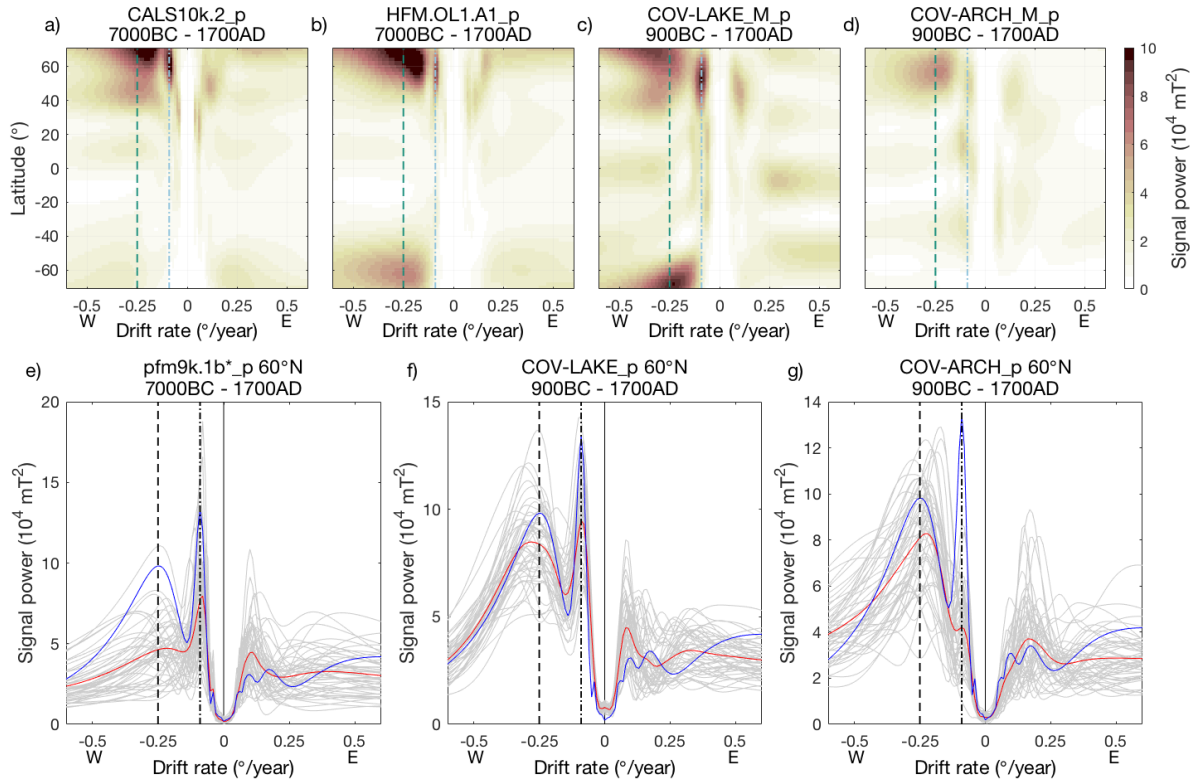 a) CALS10k.2_p
7000BC - 1700AD
b) HFM.OL1.A1_p
7000BC - 1700AD
c) COV-LAKE_M_p
900BC - 1700AD
d) COV-ARCH_M_p
900BC - 1700AD
Latitude (°)
60
40
20
0
-20
-40
-60
-0.5 -0.25 0 0.25 0.5
W E
Drift rate (°/year)
-0.5 -0.25 0 0.25 0.5
W E
Drift rate (°/year)
-0.5 -0.25 0 0.25 0.5
W E
Drift rate (°/year)
-0.5 -0.25 0 0.25 0.5
W E
Drift rate (°/year)
10
8
6
4
2
0
Signal power (10⁴ mT²)
e) pfm9k.1b*_p 60°N
7000BC - 1700AD
Signal power (10⁴ mT²)
20
15
10
5
0
-0.5 -0.25 0 0.25 0.5
W E
Drift rate (°/year)
f) COV-LAKE_p 60°N
900BC - 1700AD
Signal power (10⁴ mT²)
15
10
5
0
-0.5 -0.25 0 0.25 0.5
W E
Drift rate (°/year)
g) COV-ARCH_p 60°N
900BC - 1700AD
Signal power (10⁴ mT²)
14
12
10
8
6
4
2
0
-0.5 -0.25 0 0.25 0.5
W E
Drift rate (°/year)